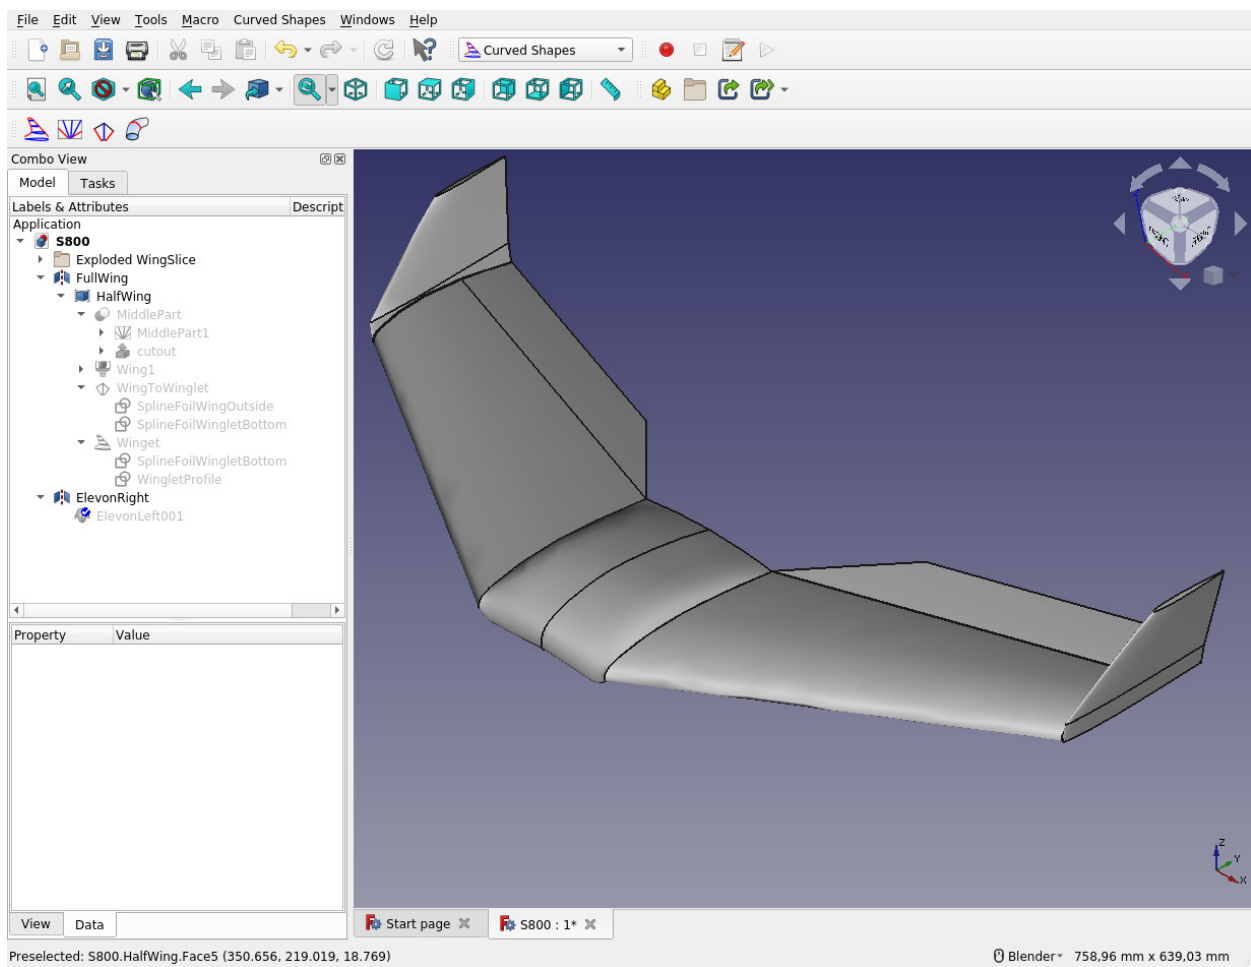 File Edit View Tools Macro Curved Shapes Windows Help
Curved Shapes
Combo View
Model Tasks
Labels & Attributes Descript
Application
S800
Exploded WingSlice
FullWing
HalfWing
MiddlePart
MiddlePart1
cutout
Wing1
WingToWinglet
SplineFoilWingOutside
SplineFoilWingletBottom
Winget
SplineFoilWingletBottom
WingletProfile
ElevonRight
ElevonLeft001
Property Value
Z
Y
X
View Data
Start page S800 : 1*
Preselected: S800.HalfWing.Face5 (350.656, 219.019, 18.769) Blender 758,96 mm x 639,03 mm